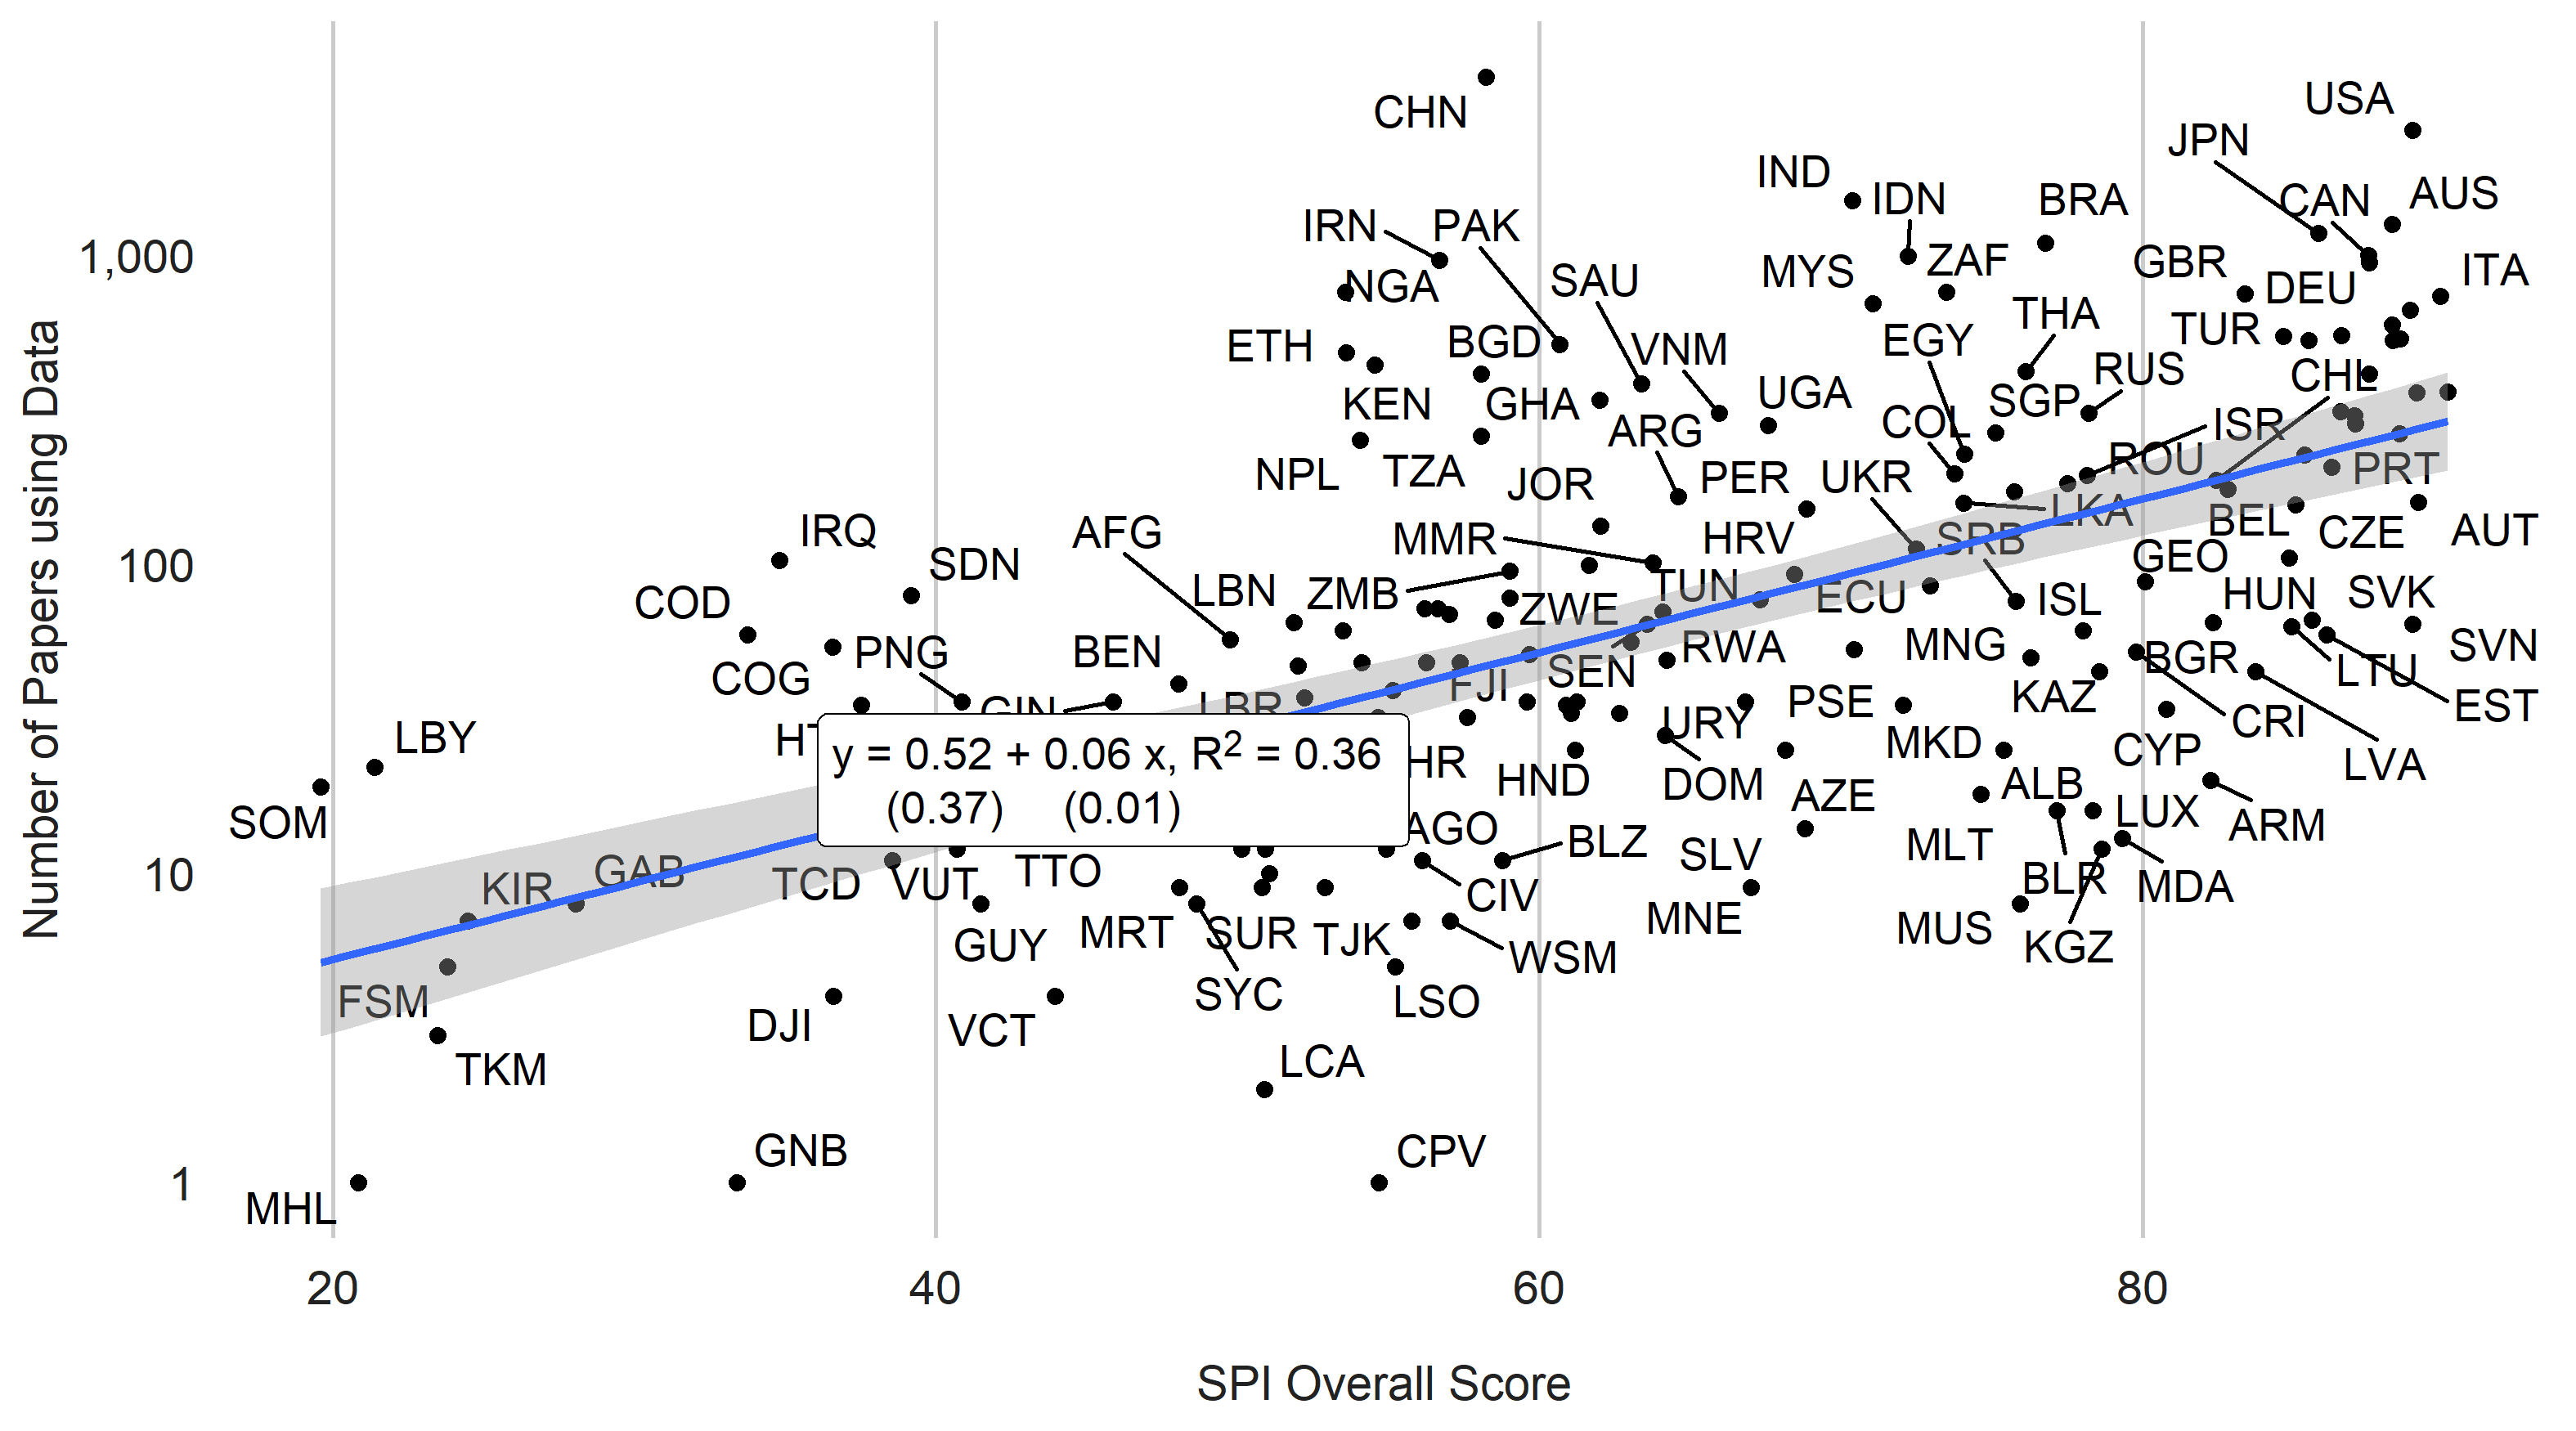 CHN
USA
JPN
IND
IDN
BRA
CAN
AUS
IRN
PAK
1,000
NGA
SAU
MYS
ZAF
GBR
DEU
ITA
ETH
BGD
VNM
EGY
THA
TUR
KEN
GHA
UGA
SGP
RUS
CHL
ARG
COL
ISR
NPL
TZA
JOR
PER
UKR
ROU
PRT
IRQ
AFG
MMR
HRV
SRB
LKA
BEL
CZE
AUT
100
SDN
COD
LBN
ZMB
ZWE
TUN
ECU
ISL
GEO
HUN
SVK
COG
PNG
BEN
SEN
RWA
MNG
BGR
LTU
SVN
LBY
GIN
LBR
FJI
URY
PSE
KAZ
CRI
EST
y = 0.52 + 0.06 x, R2 = 0.36
(0.37) (0.01)
HND
DOM
MKD
CYP
LVA
SOM
AGO
BLZ
AZE
ALB
LUX
ARM
SLV
MLT
10
KIR
GAB
TCD
VUT
TTO
CIV
BLR
MDA
GUY
MRT
SUR
TJK
WSM
MNE
MUS
KGZ
FSM
DJI
VCT
SYC
LSO
TKM
LCA
GNB
CPV
1
MHL
20
40
60
80
SPI Overall Score
Number of Papers using Data